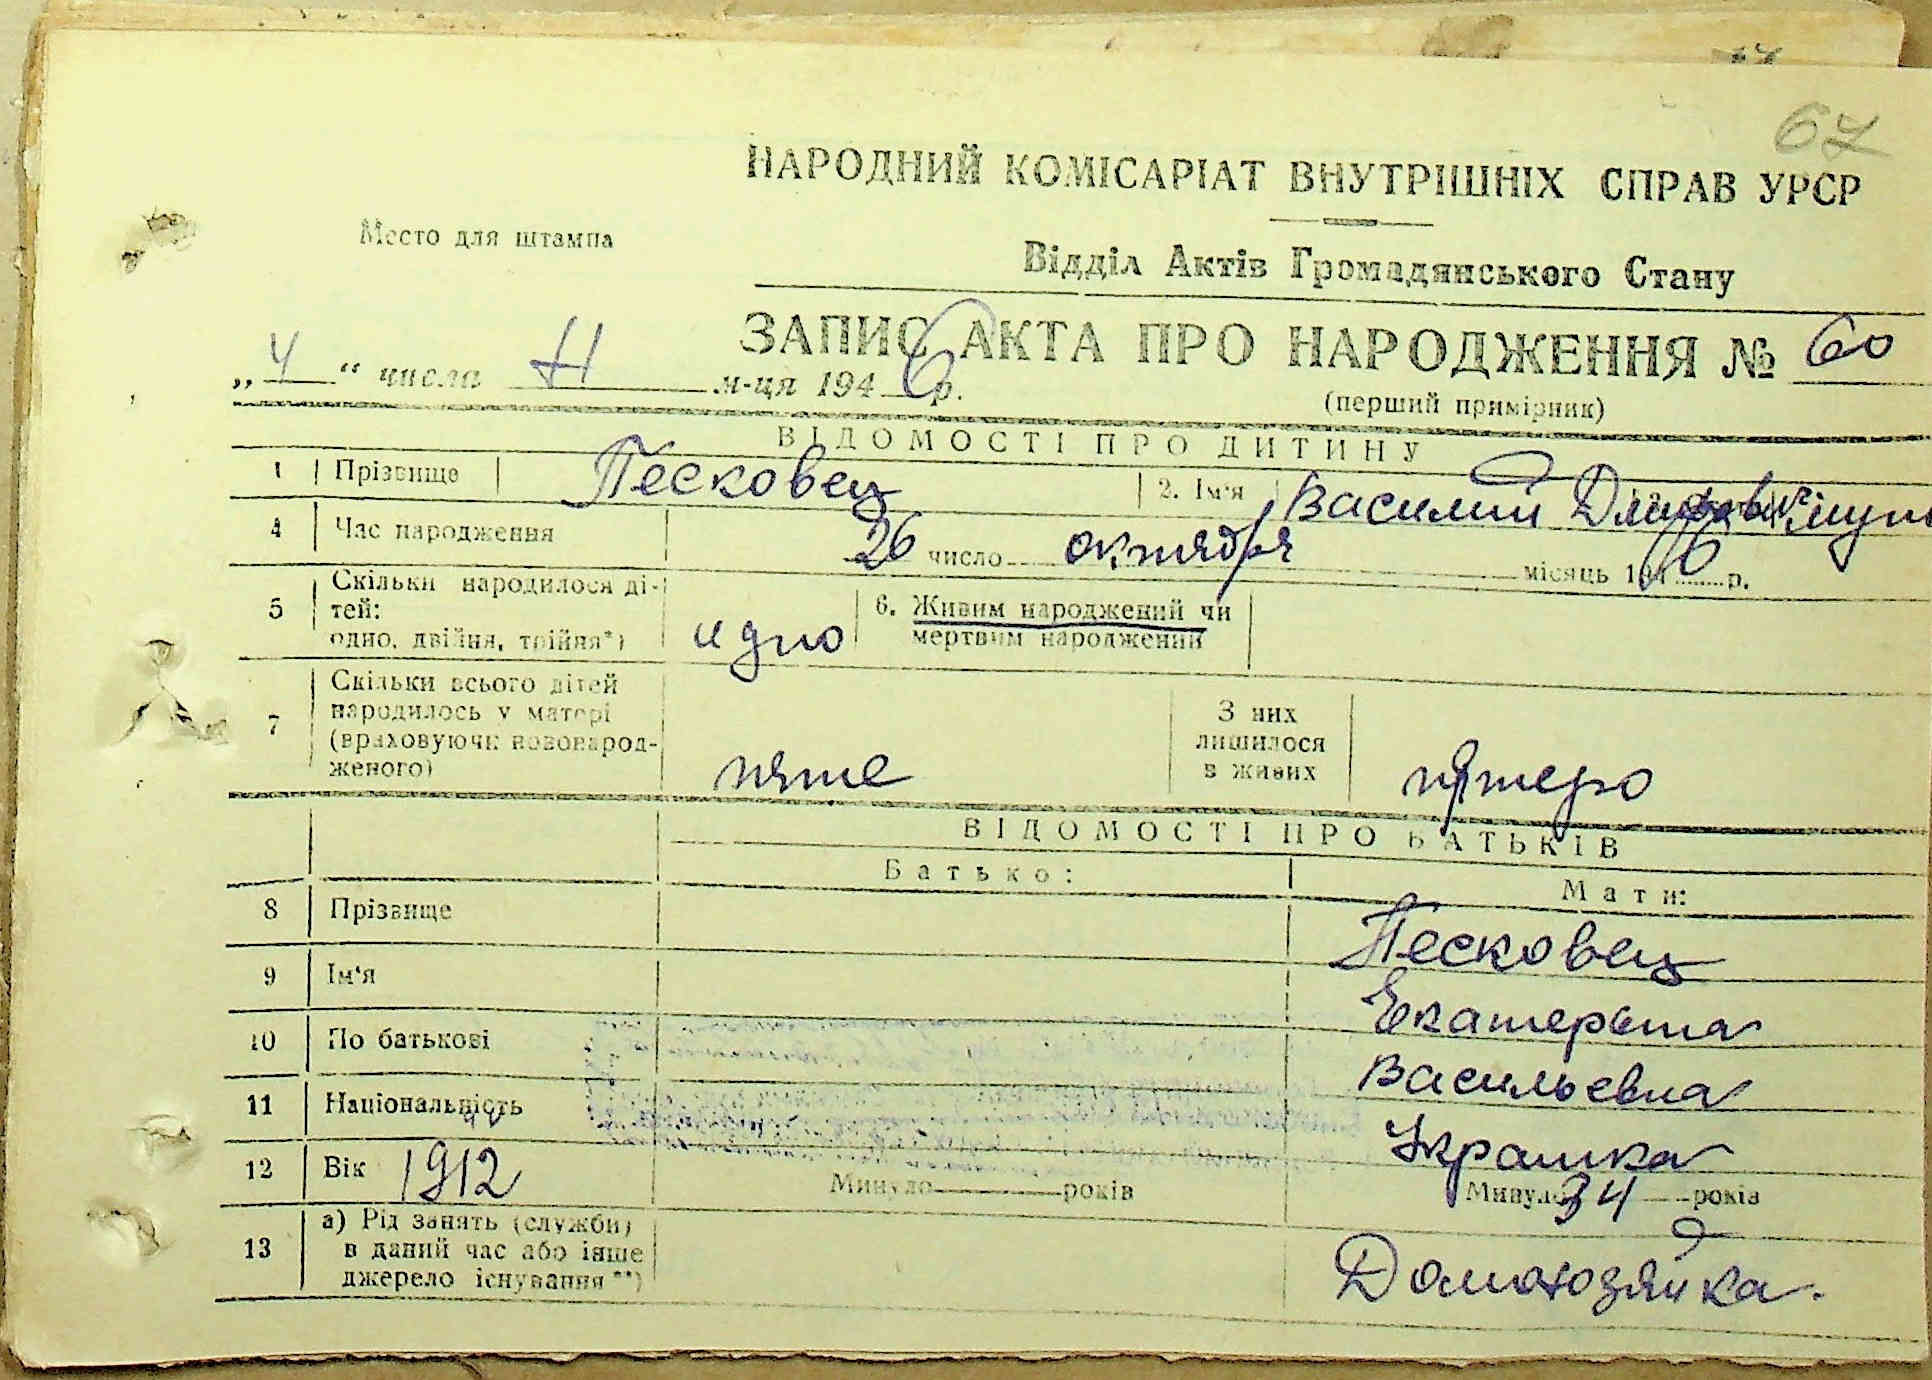 67
НАРОДНИЙ КОМІСАРІАТ ВНУТРІШНІХ СПРАВ УРСР
Место для штампа
Відділ Актів Громадянського Стану
ЗАПИС АКТА ПРО НАРОДЖЕННЯ № 60
„4“ числа 11 м-ця 1946 р.
(перший примірник)
ВІДОМОСТІ ПРО ДИТИНУ
1 Прізвище Песковец 2. Ім'я Василий
4 Час народження 26 число октября місяць 1946 р.
5 Скільки народилося дітей:
одно, двійня, трійня*) одно
6. Живим народжений чи
мертвим народжений
7 Скільки всього дітей
народилось у матері
(враховуючи новонарод-
женого) пяте
З них
лишилося
в живих пятеро
ВІДОМОСТІ ПРО БАТЬКІВ
Батько: Мати:
8 Прізвище Песковец
9 Ім'я Екатерина
10 По батькові Васильевна
11 Національність Украинка
12 Вік 1912 Минуло років Минуло 34 років
13 а) Рід занять (служби)
в даний час або інше
джерело існування**) Домохозяйка.